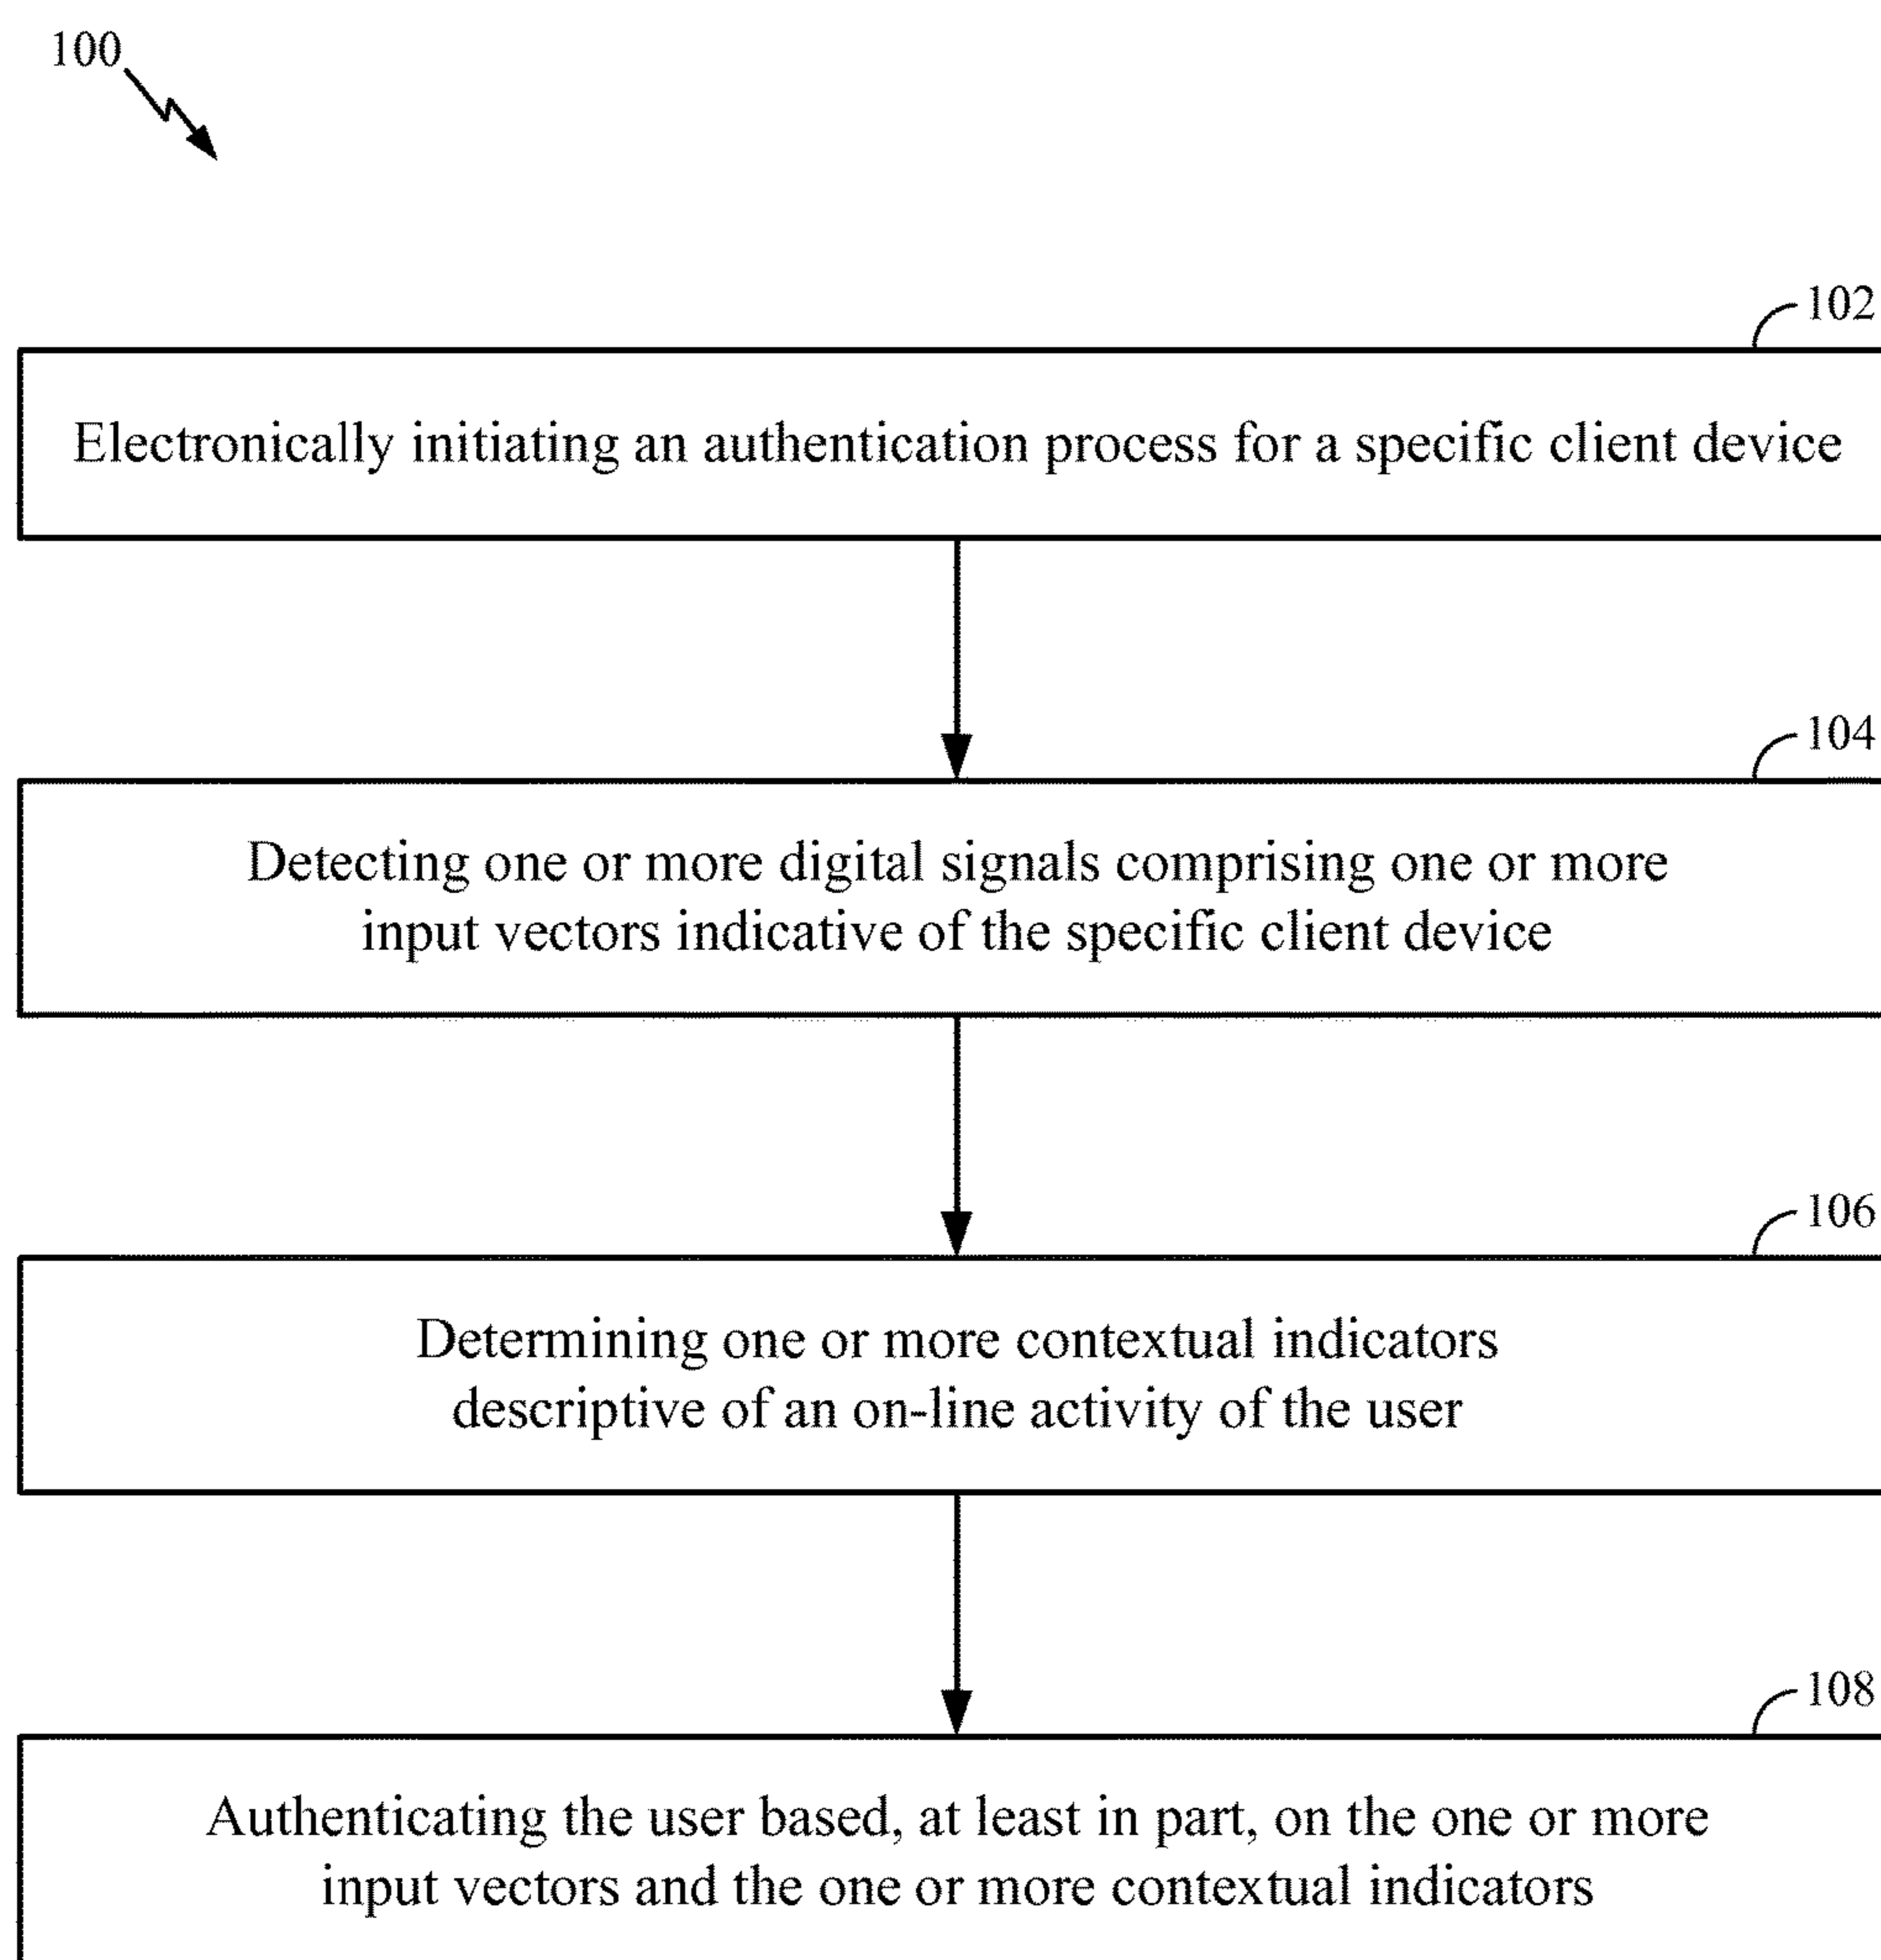 100
102
Electronically initiating an authentication process for a specific client device
104
Detecting one or more digital signals comprising one or more
input vectors indicative of the specific client device
106
Determining one or more contextual indicators
descriptive of an on-line activity of the user
108
Authenticating the user based, at least in part, on the one or more
input vectors and the one or more contextual indicators